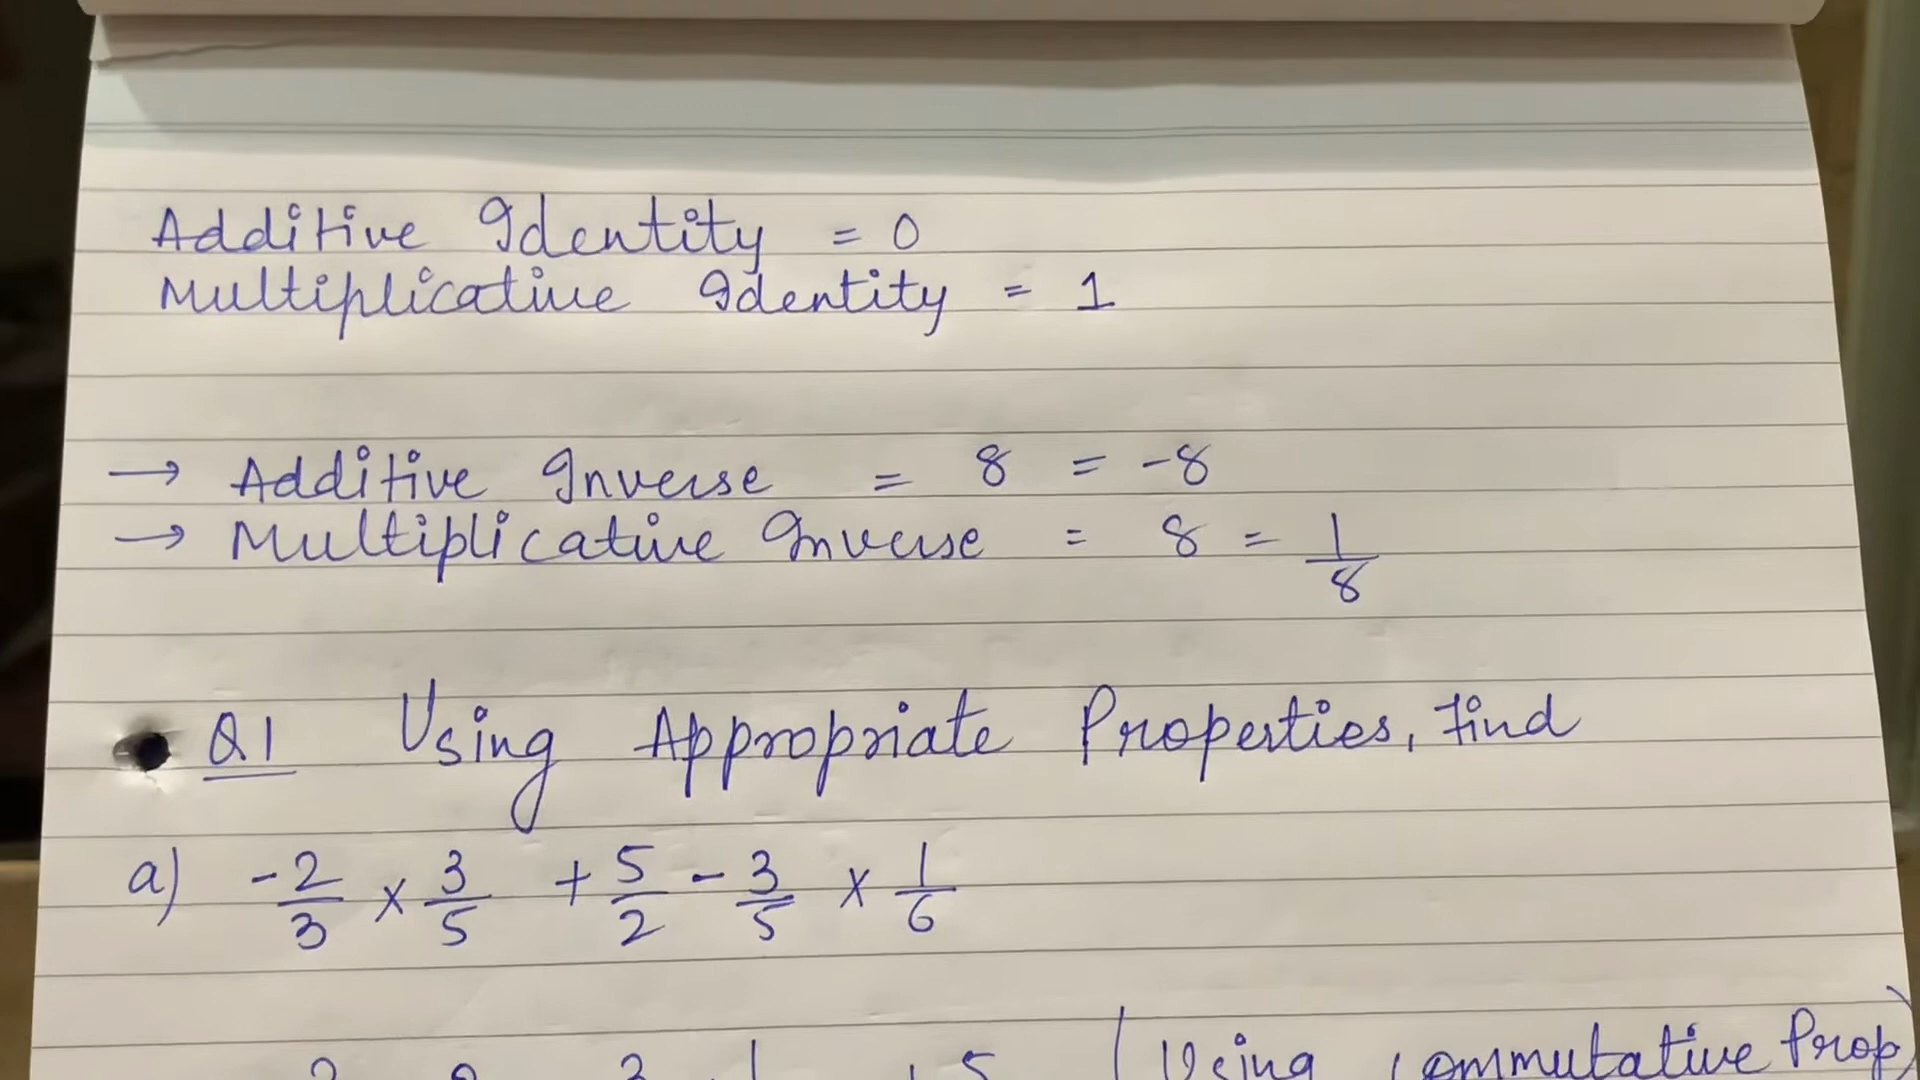 Additive Identity = 0
Multiplicative Identity = 1
→ Additive Inverse = 8 = -8
→ Multiplicative Inverse = 8 = 1/8
Q1 Using Appropriate Properties, find
a) -2/3 × 3/5 + 5/2 - 3/5 × 1/6
(Using Commutative Prop)